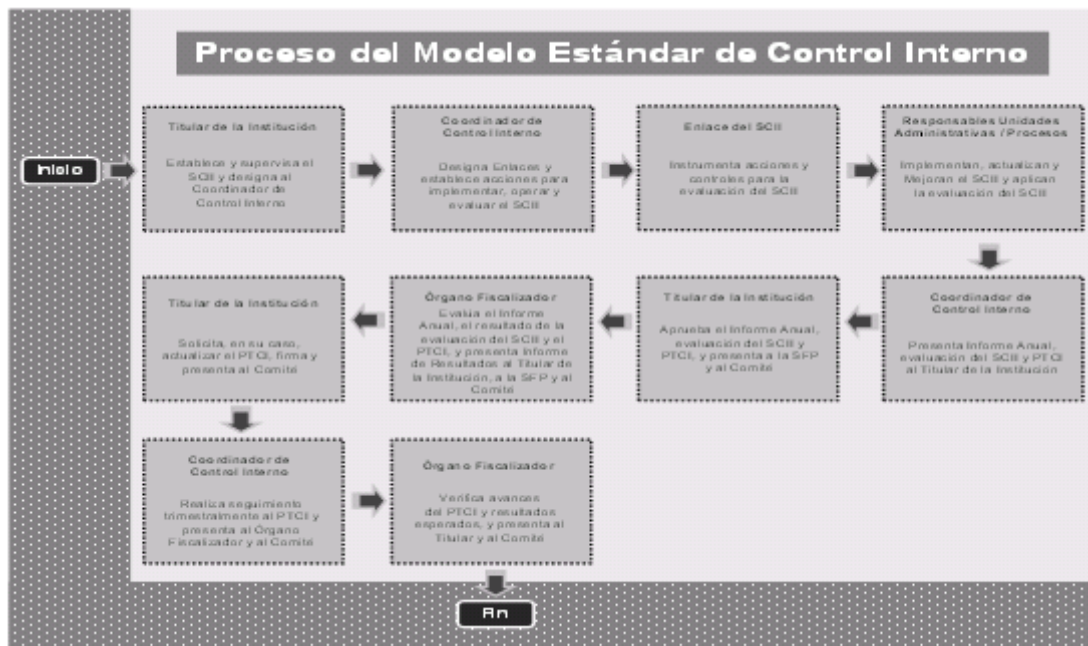 Proceso del Modelo Estándar de Control Interno
Inicio
Titular de la Institución
Establece y supervisa el
SCII y designa al
Coordinador de
Control Interno
Coordinador de
Control Interno
Designa Enlaces y
establece acciones para
implementar, operar y
evaluar el SCII
Enlace del SCII
Instrumenta acciones y
controles para la
evaluación del SCII
Responsables Unidades
Administrativas / Procesos
Implementan, actualizan y
Mejoran el SCII y aplican
la evaluación del SCII
Coordinador de
Control Interno
Presenta Informe Anual,
evaluación del SCII y PTCI
al Titular de la Institución
Titular de la Institución
Aprueba el Informe Anual,
evaluación del SCII y
PTCI, y presenta a la SFP
y al Comité
Órgano Fiscalizador
Evalúa el Informe
Anual, el resultado de la
evaluación del SCII y el
PTCI, y presenta Informe
de Resultados al Titular de
la Institución, a la SFP y al
Comité
Titular de la Institución
Solicita, en su caso,
actualizar el PTCI, firma y
presenta al Comité
Coordinador de
Control Interno
Realiza seguimiento
trimestralmente al PTCI y
presenta al Órgano
Fiscalizador y al Comité
Órgano Fiscalizador
Verifica avances
del PTCI y resultados
esperados, y presenta al
Titular y al Comité
Fin